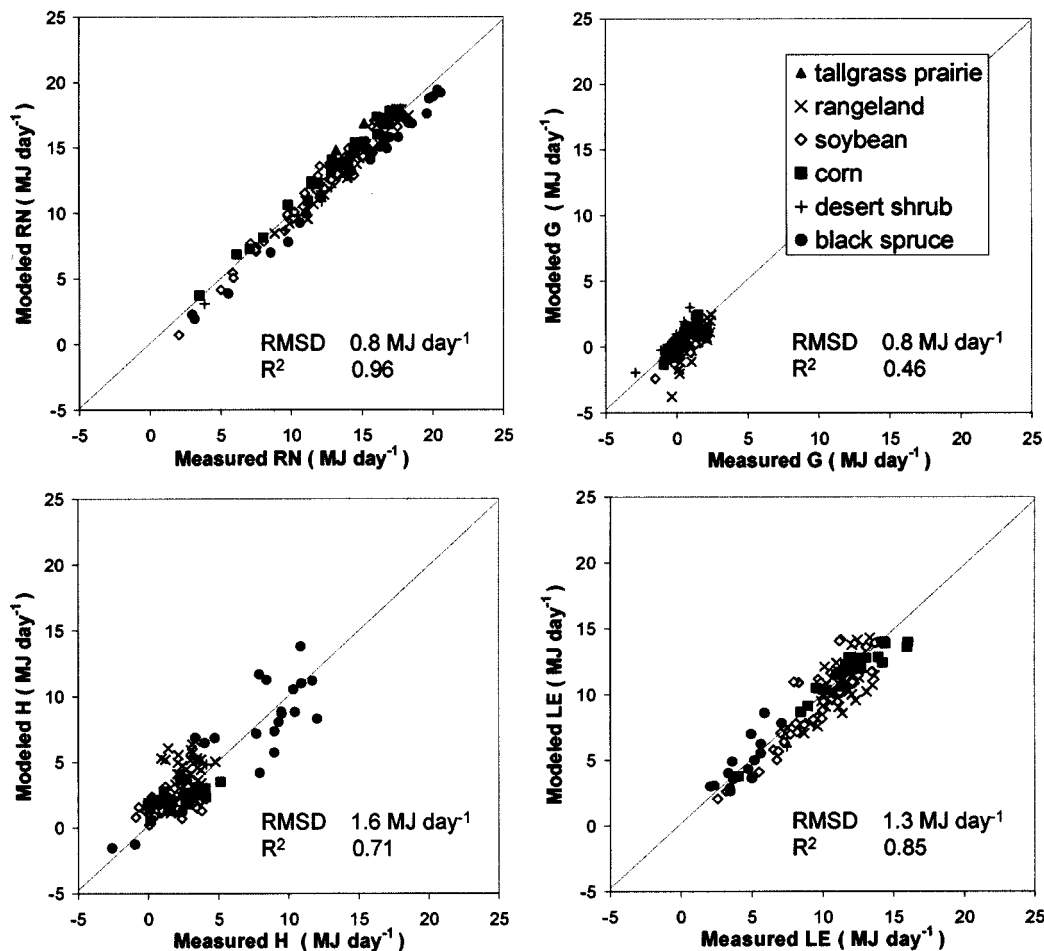 25
20
15
10
5
0
-5
Modeled RN ( MJ day-1 )
RMSD 0.8 MJ day-1
R2 0.96
-5 0 5 10 15 20 25
Measured RN ( MJ day-1 )
25
20
15
10
5
0
-5
Modeled G ( MJ day-1 )
tallgrass prairie
rangeland
soybean
corn
desert shrub
black spruce
RMSD 0.8 MJ day-1
R2 0.46
-5 0 5 10 15 20 25
Measured G ( MJ day-1 )
25
20
15
10
5
0
-5
Modeled H ( MJ day-1 )
RMSD 1.6 MJ day-1
R2 0.71
-5 0 5 10 15 20 25
Measured H ( MJ day-1 )
25
20
15
10
5
0
-5
Modeled LE ( MJ day-1 )
RMSD 1.3 MJ day-1
R2 0.85
-5 0 5 10 15 20 25
Measured LE ( MJ day-1 )